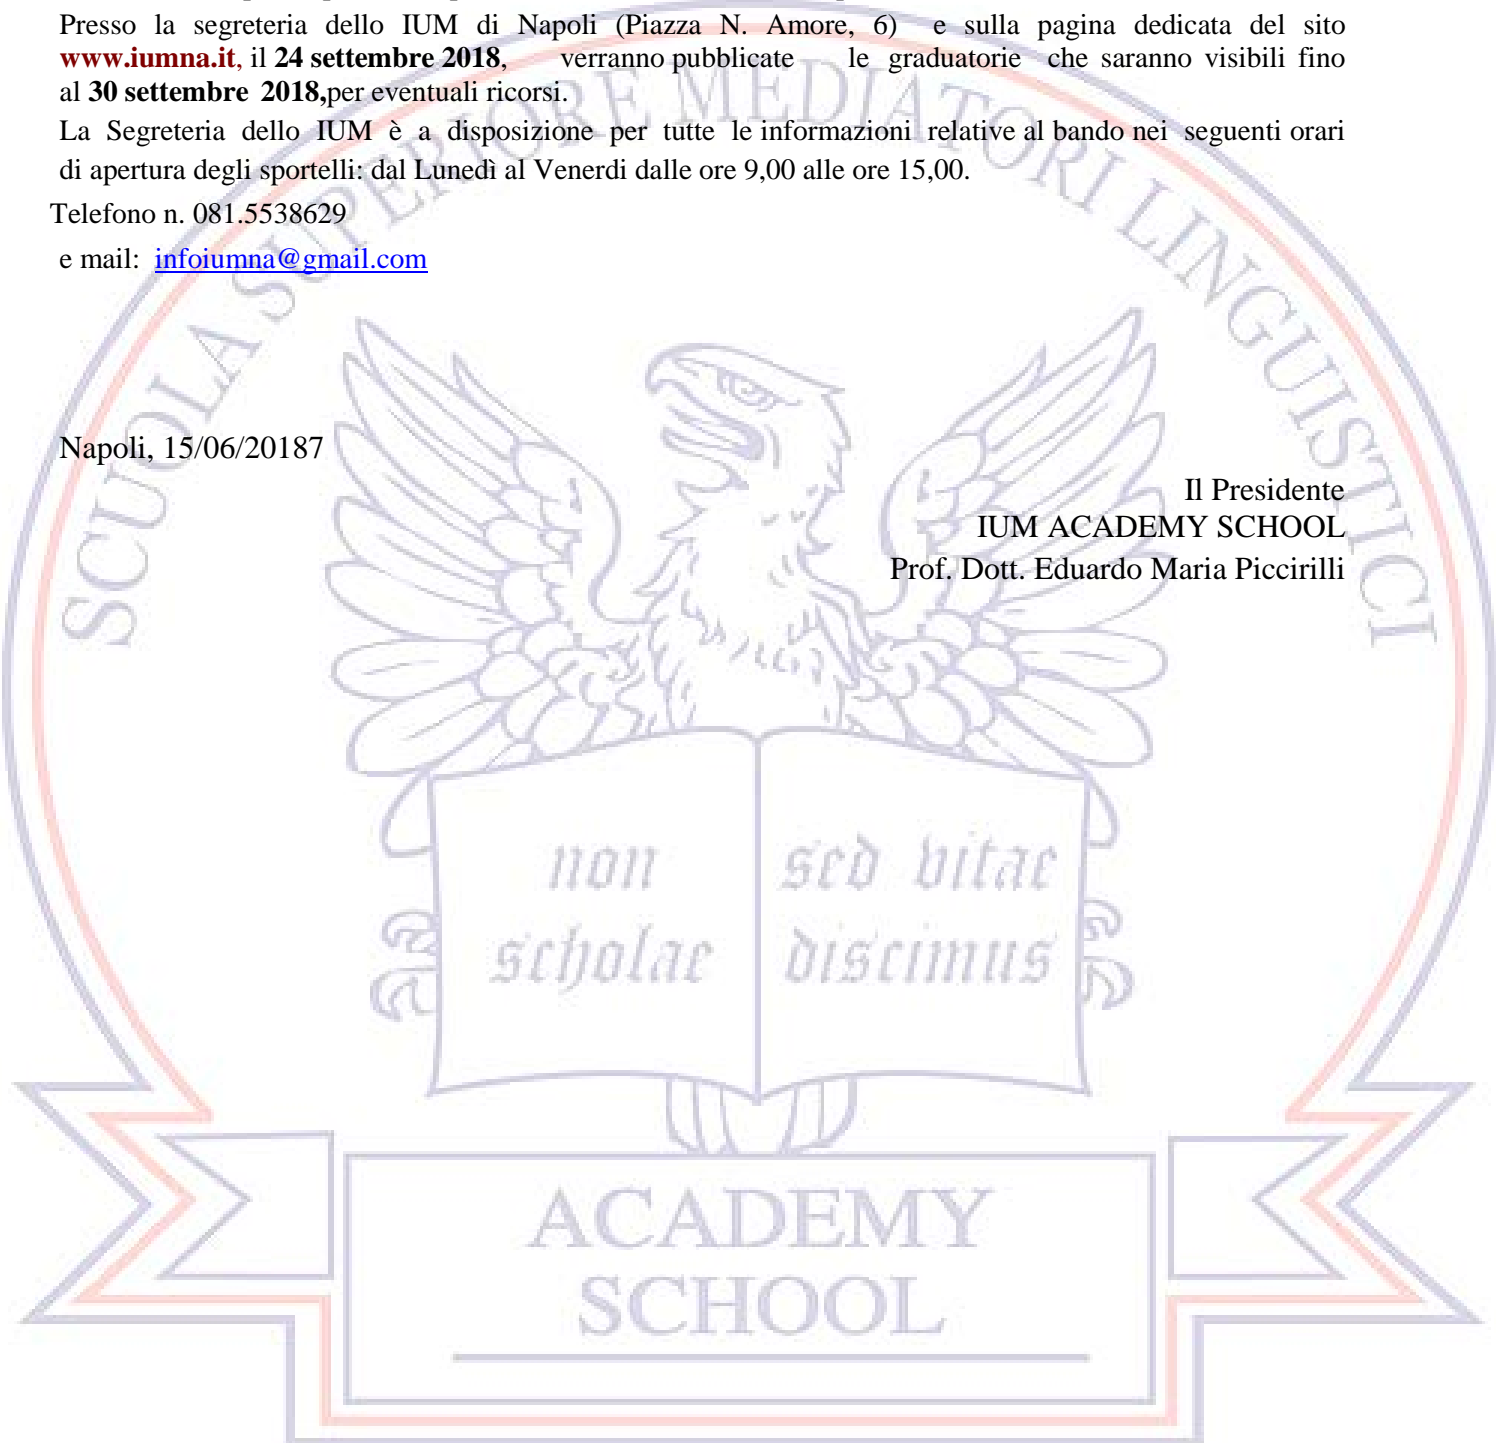 Presso la segreteria dello IUM di Napoli (Piazza N. Amore, 6) e sulla pagina dedicata del sito
www.iumna.it, il 24 settembre 2018, verranno pubblicate le graduatorie che saranno visibili fino
al 30 settembre 2018,per eventuali ricorsi.
La Segreteria dello IUM è a disposizione per tutte le informazioni relative al bando nei seguenti orari
di apertura degli sportelli: dal Lunedì al Venerdi dalle ore 9,00 alle ore 15,00.
Telefono n. 081.5538629
e mail: infoiumna@gmail.com
Napoli, 15/06/20187
Il Presidente
IUM ACADEMY SCHOOL
Prof. Dott. Eduardo Maria Piccirilli
SCUOLA SUPERIORE MEDIATORI LINGUISTICI
non
scholae
sed vitae
discimus
ACADEMY
SCHOOL